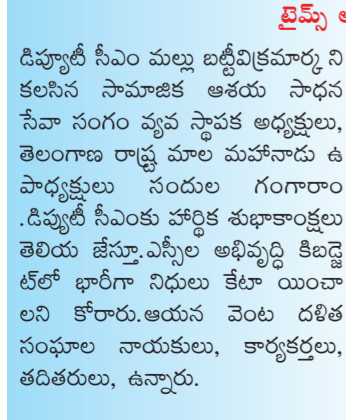 టైమ్స్
డిప్యూటీ సీఎం మల్లు బట్టీవిక్రమార్క ని
కలసిన సామాజిక ఆశయ సాధన
సేవా సంగం వ్యవ స్థాపక అధ్యక్షులు,
తెలంగాణ రాష్ట్ర మాల మహానాడు ఉ
పాధ్యక్షులు సందుల గంగారాం
.డిప్యుటీ సీఎంకు హార్థిక శుభాకాంక్షలు
తెలియ జేస్తూ.ఎస్సీల అభివృద్ధి కిబడ్జె
ట్‌లో భారీగా నిధులు కేటా యించా
లని కోరారు.ఆయన వెంట దళిత
సంఘాల నాయకులు, కార్యకర్తలు,
తదితరులు, ఉన్నారు.